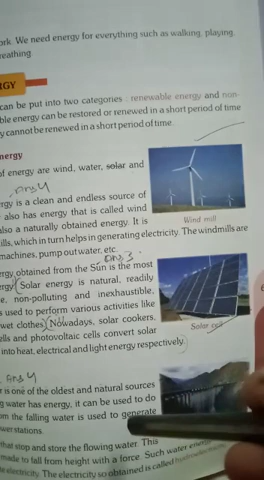 ork. We need energy for everything such as walking, playing,
reathing.
RGY
can be put into two categories : renewable energy and non-
ble energy can be restored or renewed in a short period of time
y cannot be renewed in a short period of time.
nergy
of energy are wind, water, solar and
Ans 4
rgy is a clean and endless source of
also has energy that is called wind
also a naturally obtained energy. It is
Wind mill
ills, which in turn helps in generating electricity. The windmills are
machines, pump out water, etc.
Ans 3.
rgy obtained from the Sun is the most
rgy. Solar energy is natural, readily
e, non-polluting and inexhaustible.
s used to perform various activities like
wet clothes. Nowadays, solar cookers,
Solar cell
ells and photovoltaic cells convert solar
into heat, electrical and light energy respectively.
Ans 4
r is one of the oldest and natural sources
g water has energy, it can be used to do
om the falling water is used to generate
wer stations.
that stop and store the flowing water. This
made to fall from height with a force. Such water energy
electricity. The electricity so obtained is called